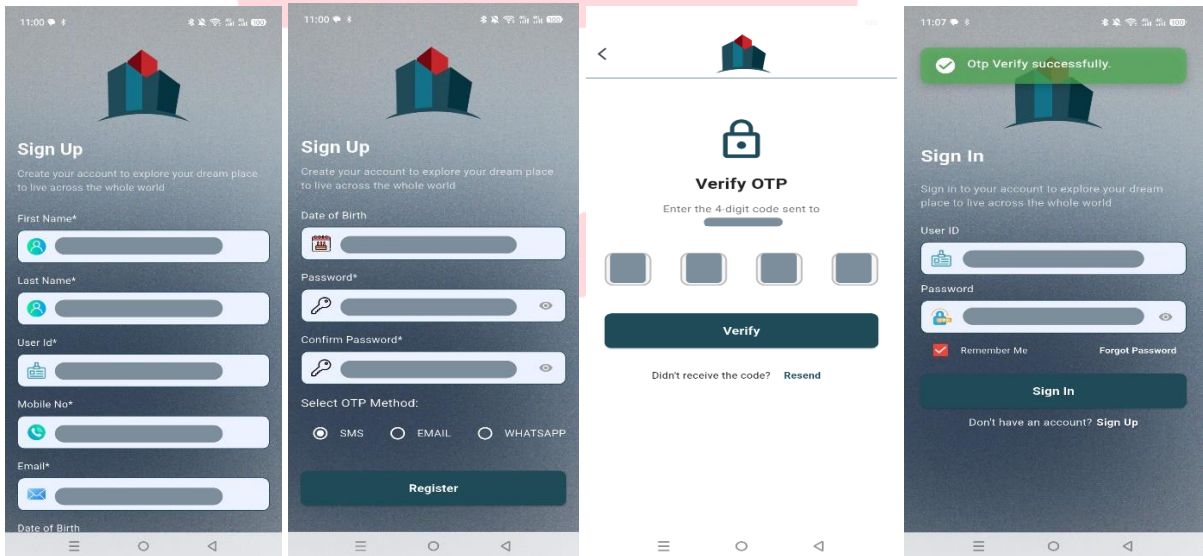 11:00
100
Sign Up
Create your account to explore your dream place
to live across the whole world
First Name*
Last Name*
User Id*
Mobile No*
Email*
Date of Birth
11:00
100
Sign Up
Create your account to explore your dream place
to live across the whole world
Date of Birth
Password*
Confirm Password*
Select OTP Method:
SMS
EMAIL
WHATSAPP
Register
Verify OTP
Enter the 4-digit code sent to
Verify
Didn't receive the code? Resend
11:07
100
Otp Verify successfully.
Sign In
Sign in to your account to explore your dream
place to live across the whole world
User ID
Password
Remember Me
Forgot Password
Sign In
Don't have an account? Sign Up